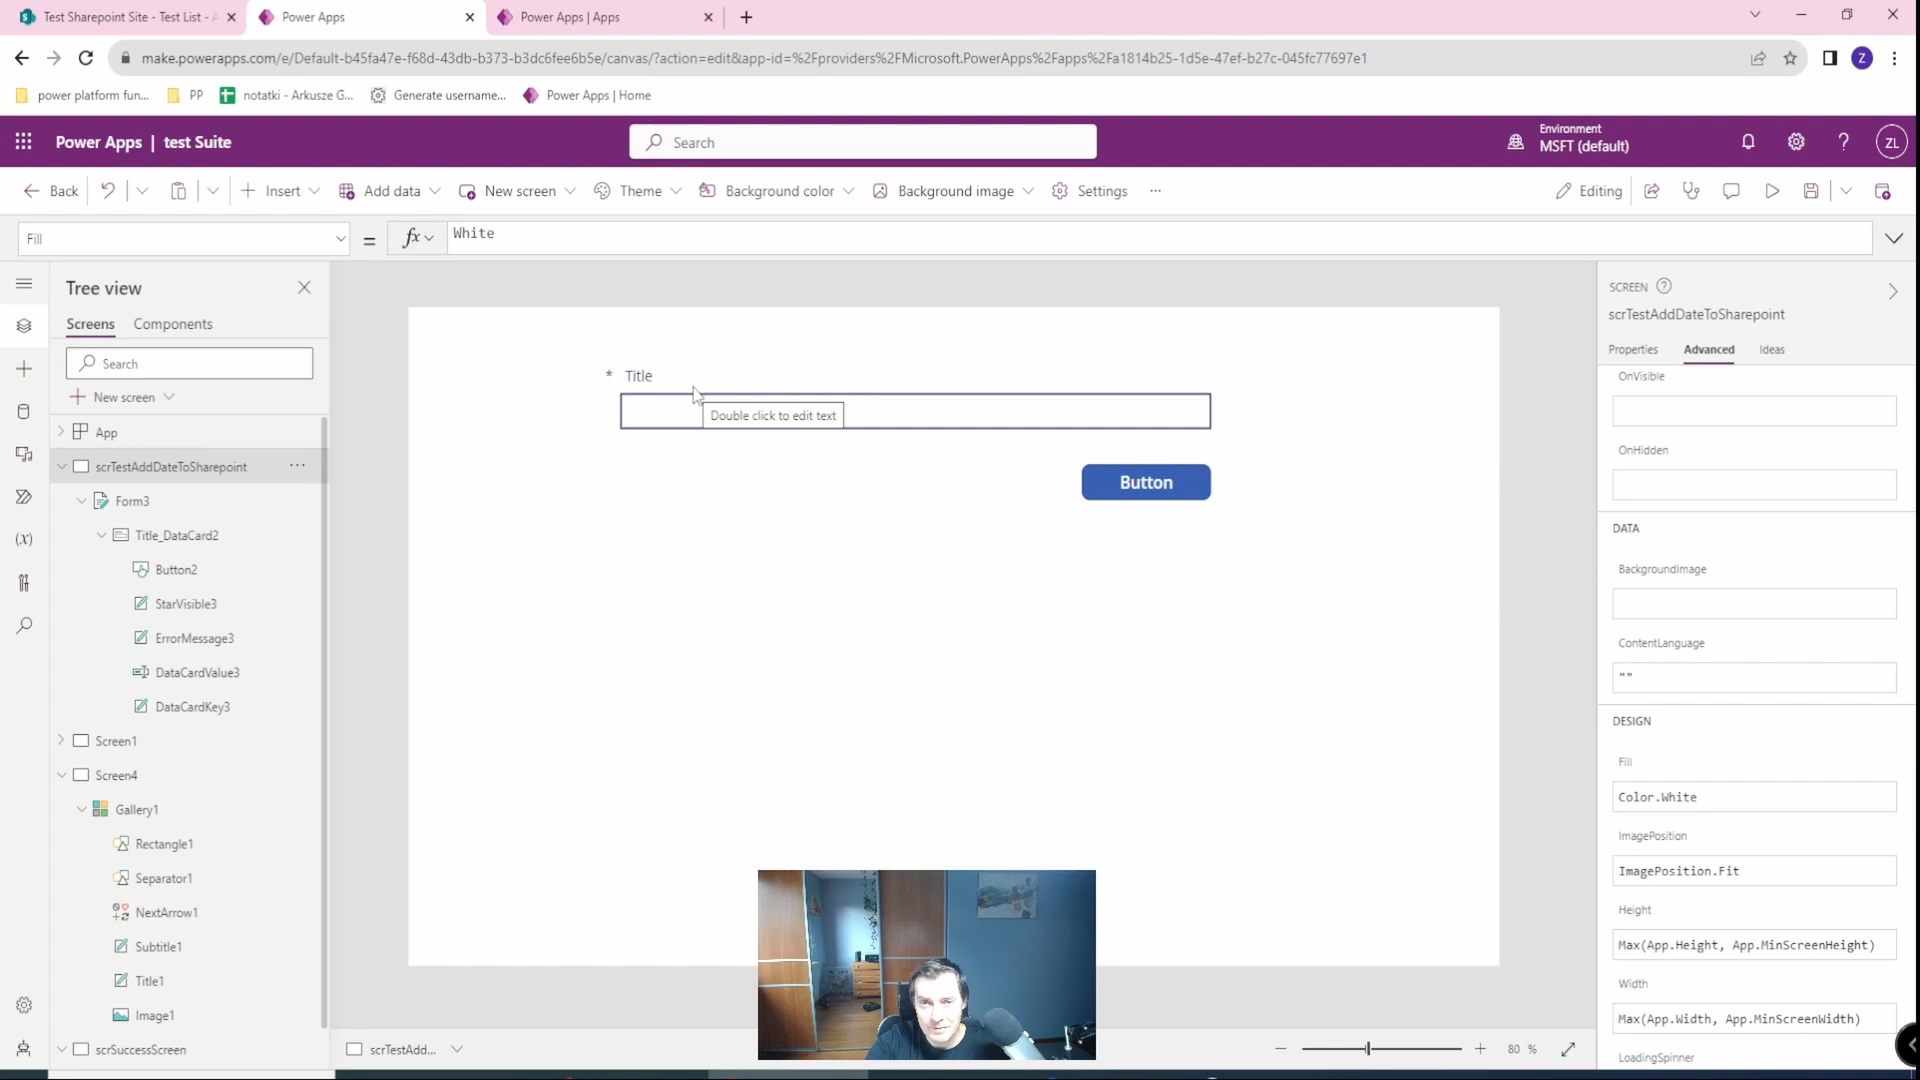 Test Sharepoint Site - Test List - A
Power Apps
Power Apps | Apps
make.powerapps.com/e/Default-b45fa47e-f68d-43db-b373-b3dc6fee6b5e/canvas/?action=edit&app-id=%2Fproviders%2FMicrosoft.PowerApps%2Fapps%2Fa1814b25-1d5e-47ef-b27c-045fc77697e1
Z
power platform fun...
PP
notatki - Arkusze G...
Generate username...
Power Apps | Home
Power Apps | test Suite
Search
Environment
MSFT (default)
?
ZL
Back
Insert
Add data
New screen
Theme
Background color
Background image
Settings
...
Editing
Fill
=
fx
White
Tree view
Screens
Components
Search
New screen
App
scrTestAddDateToSharepoint
...
Form3
Title_DataCard2
Button2
StarVisible3
ErrorMessage3
DataCardValue3
DataCardKey3
Screen1
Screen4
Gallery1
Rectangle1
Separator1
NextArrow1
Subtitle1
Title1
Image1
scrSuccessScreen
(x)
* Title
Double click to edit text
Button
scrTestAdd...
80 %
SCREEN
?
scrTestAddDateToSharepoint
Properties
Advanced
Ideas
OnVisible
OnHidden
DATA
BackgroundImage
ContentLanguage
""
DESIGN
Fill
Color.White
ImagePosition
ImagePosition.Fit
Height
Max(App.Height, App.MinScreenHeight)
Width
Max(App.Width, App.MinScreenWidth)
LoadingSpinner